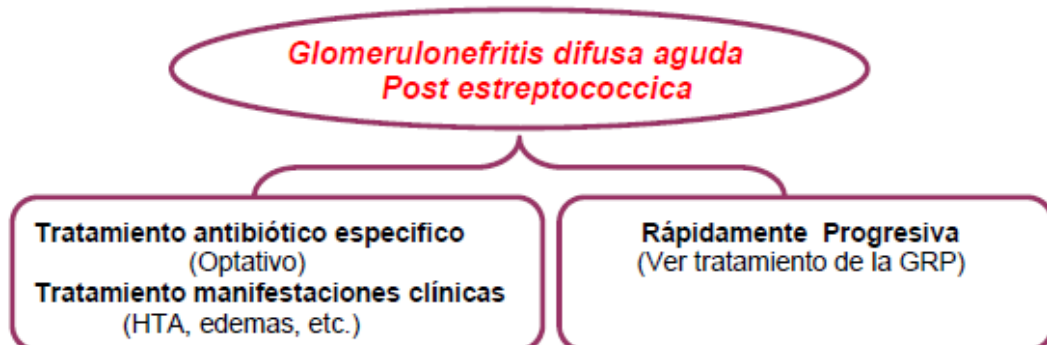 Glomerulonefritis difusa aguda
Post estreptococcica
Tratamiento antibiótico especifico
(Optativo)
Tratamiento manifestaciones clínicas
(HTA, edemas, etc.)
Rápidamente Progresiva
(Ver tratamiento de la GRP)